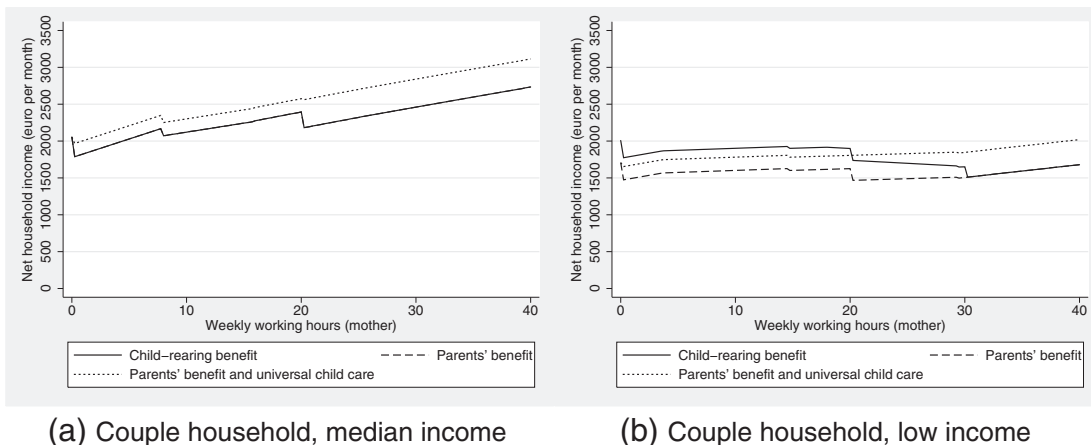 Net household income (euro per month)
0 500 1000 1500 2000 2500 3000 3500
0 10 20 30 40
Weekly working hours (mother)
Child−rearing benefit
Parents' benefit
Parents' benefit and universal child care
(a) Couple household, median income
Net household income (euro per month)
0 500 1000 1500 2000 2500 3000 3500
0 10 20 30 40
Weekly working hours (mother)
Child−rearing benefit
Parents' benefit
Parents' benefit and universal child care
(b) Couple household, low income